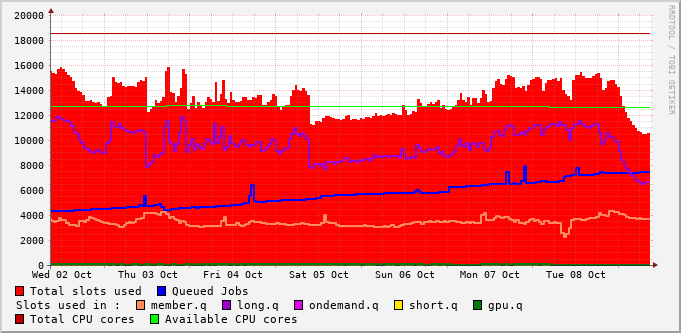 20000
18000
16000
14000
12000
10000
8000
6000
4000
2000
0
Wed 02 Oct Thu 03 Oct Fri 04 Oct Sat 05 Oct Sun 06 Oct Mon 07 Oct Tue 08 Oct
RRDTOOL / TOBI OETIKER
Total slots used Queued Jobs
Slots used in : member.q long.q ondemand.q short.q gpu.q
Total CPU cores Available CPU cores